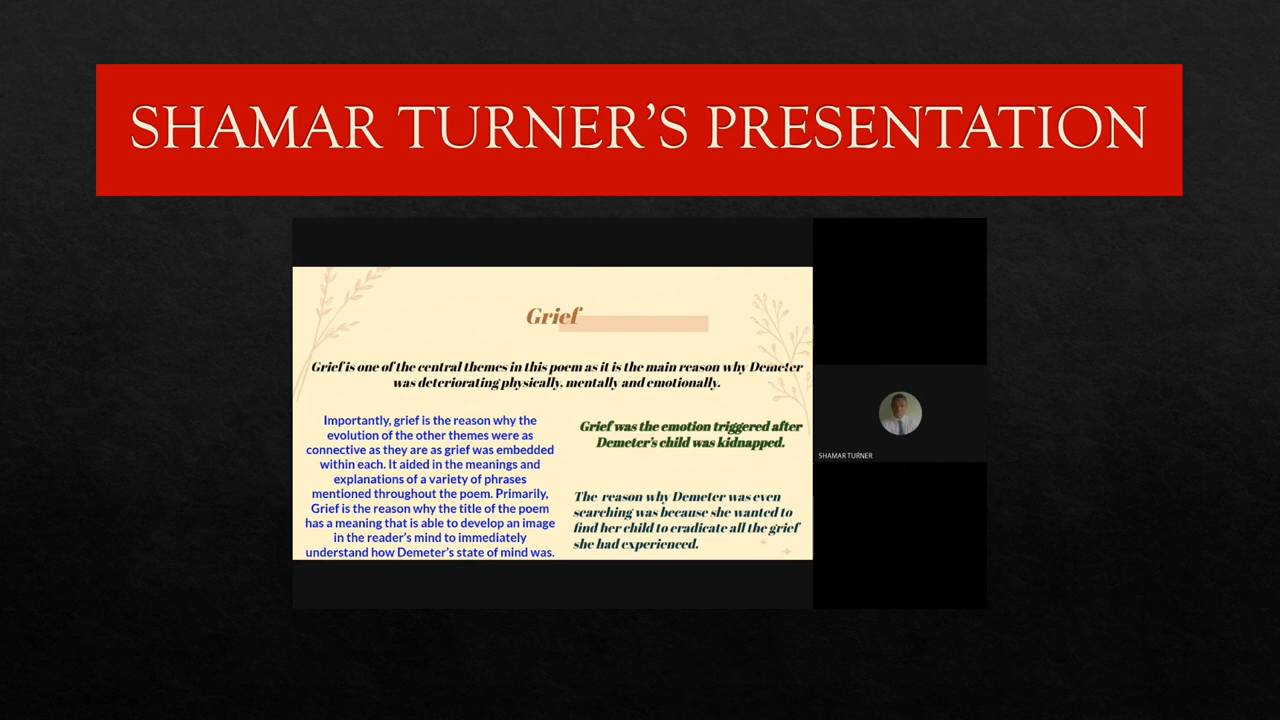 SHAMAR TURNER'S PRESENTATION
Grief
Grief is one of the central themes in this poem as it is the main reason why Demeter
was deteriorating physically, mentally and emotionally.
Importantly, grief is the reason why the
evolution of the other themes were as
connective as they are as grief was embedded
within each. It aided in the meanings and
explanations of a variety of phrases
mentioned throughout the poem. Primarily,
Grief is the reason why the title of the poem
has a meaning that is able to develop an image
in the reader's mind to immediately
understand how Demeter's state of mind was.
Grief was the emotion triggered after
Demeter's child was kidnapped.
The reason why Demeter was even
searching was because she wanted to
find her child to eradicate all the grief
she had experienced.
SHAMAR TURNER